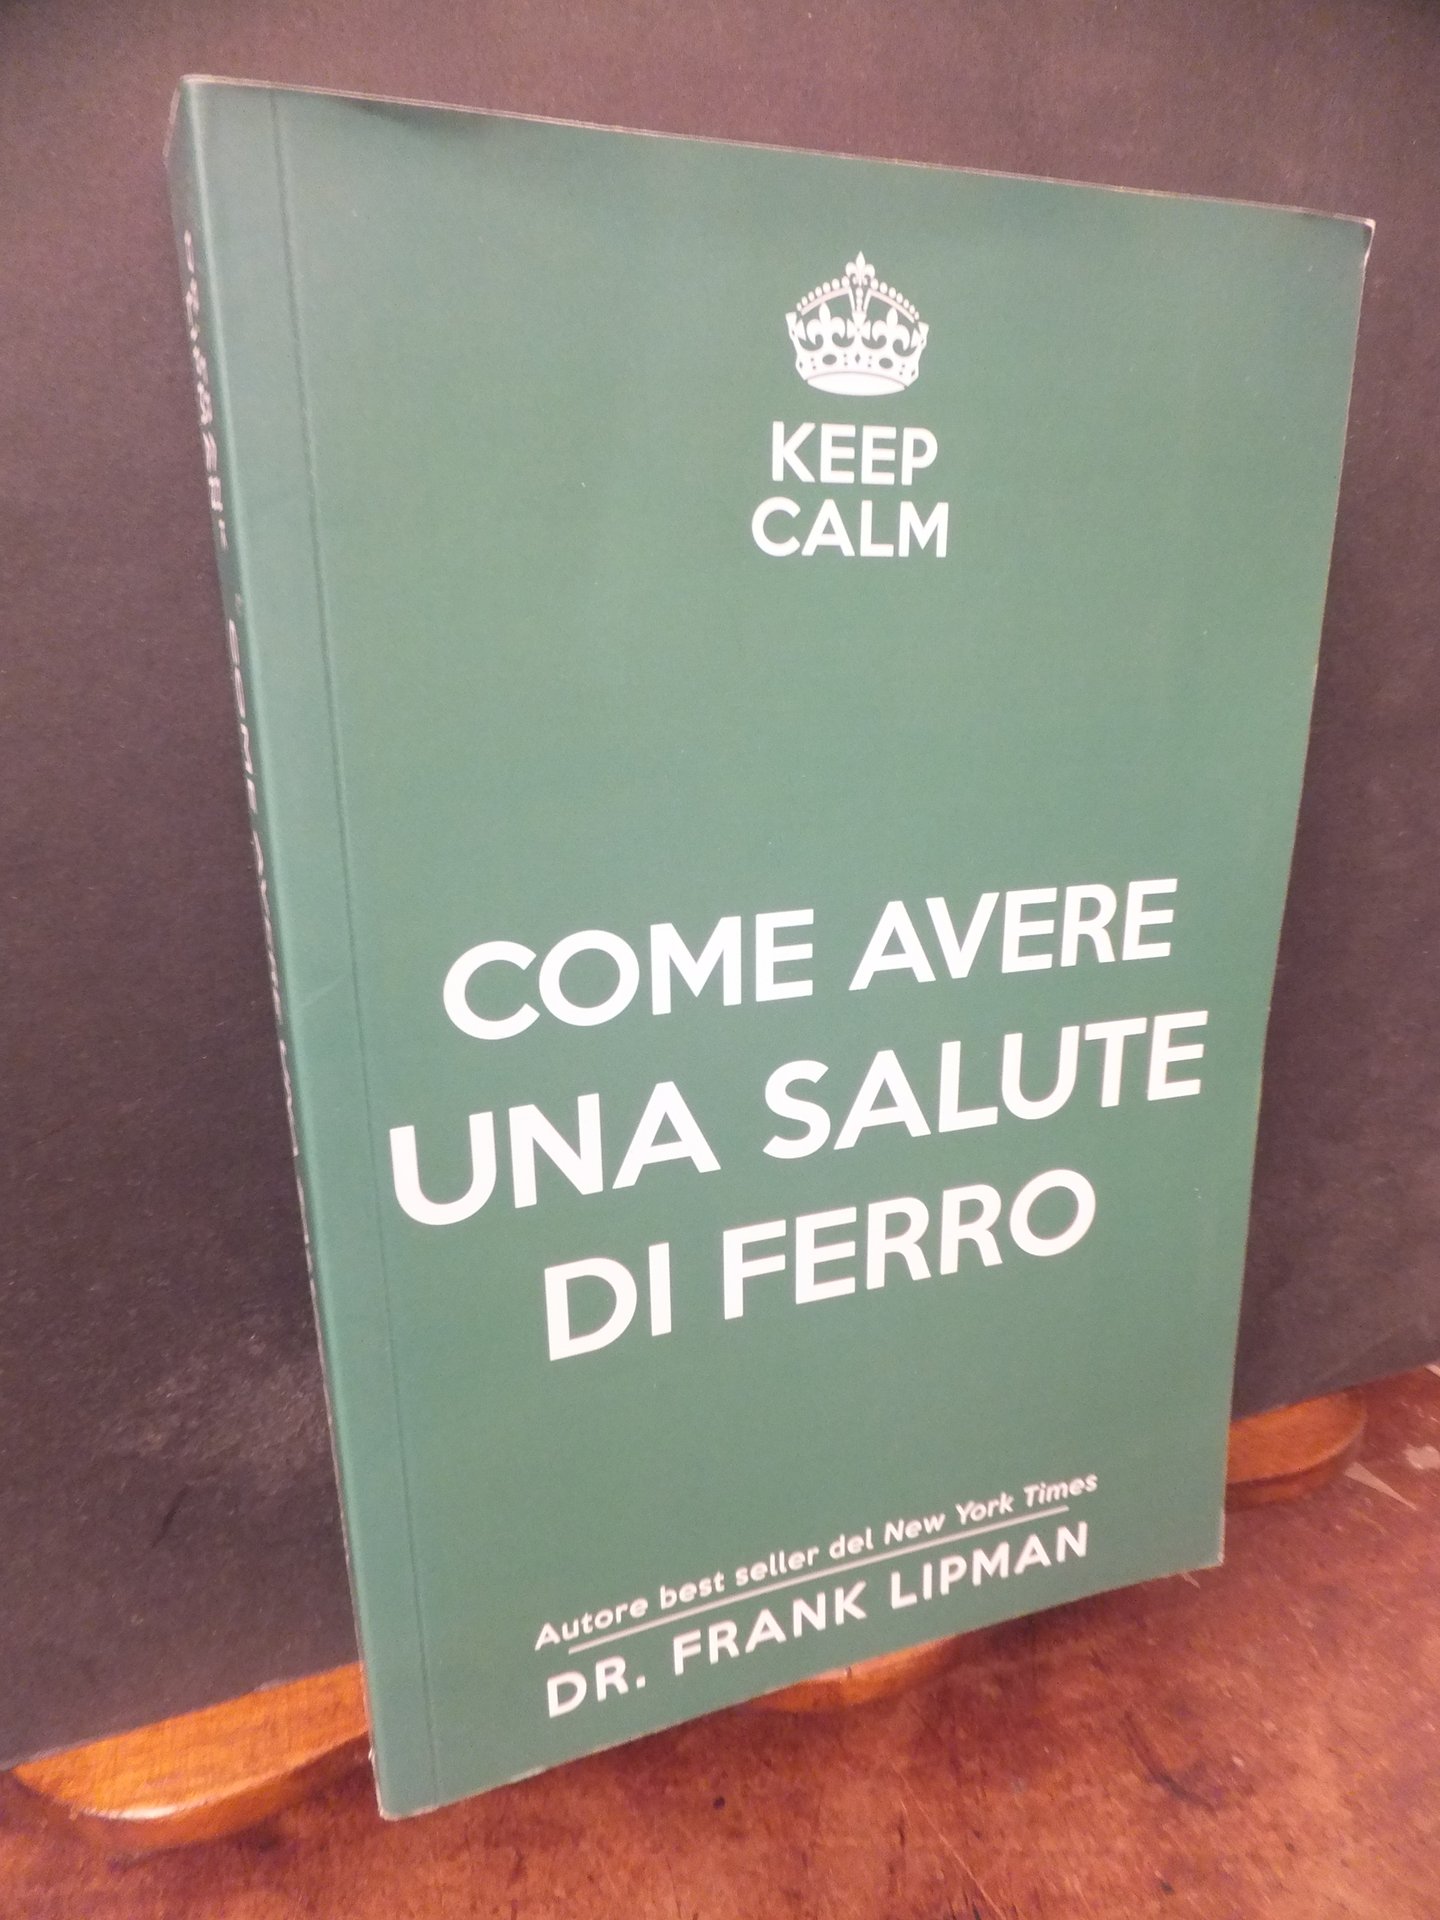 KEEP
CALM
COME AVERE
UNA SALUTE
DI FERRO
Autore best seller del New York Times
DR. FRANK LIPMAN